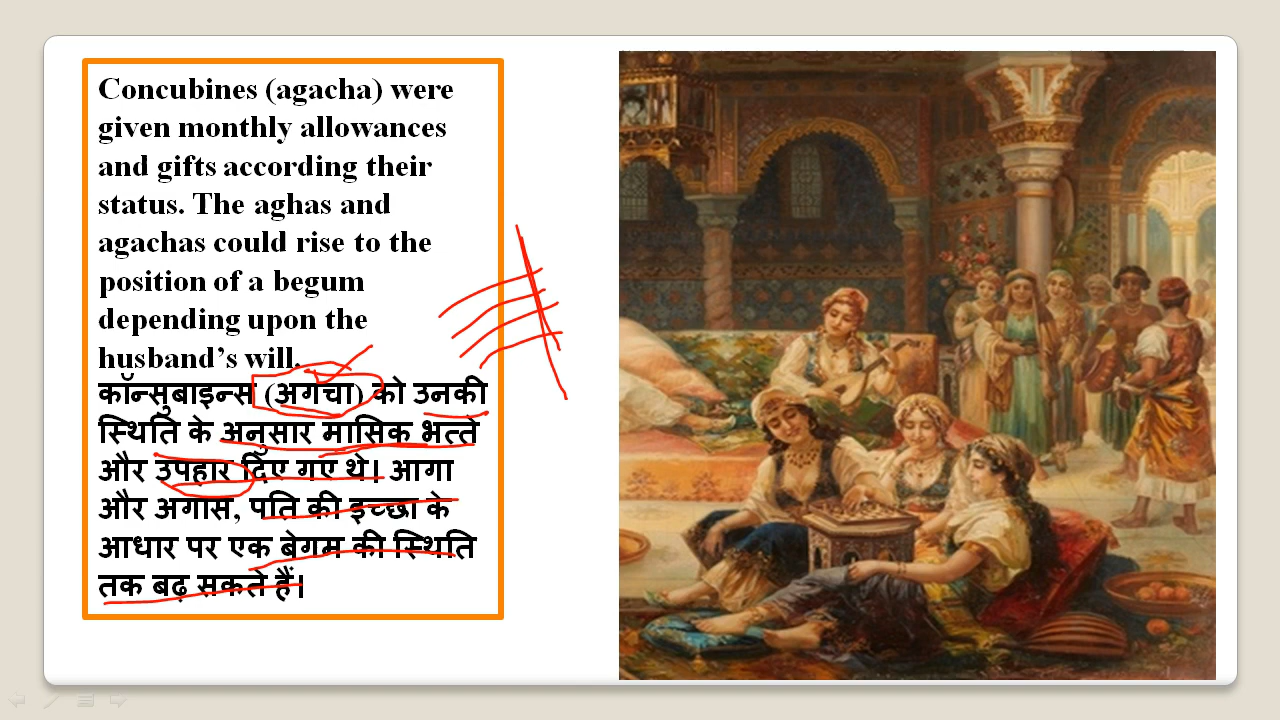 Concubines (agacha) were
given monthly allowances
and gifts according their
status. The aghas and
agachas could rise to the
position of a begum
depending upon the
husband’s will.
कॉन्सुबाइन्स (अगचा) को उनकी
स्थिति के अनुसार मासिक भत्ते
और उपहार दिए गए थे। आगा
और अगास, पति की इच्छा के
आधार पर एक बेगम की स्थिति
तक बढ़ सकते हैं।